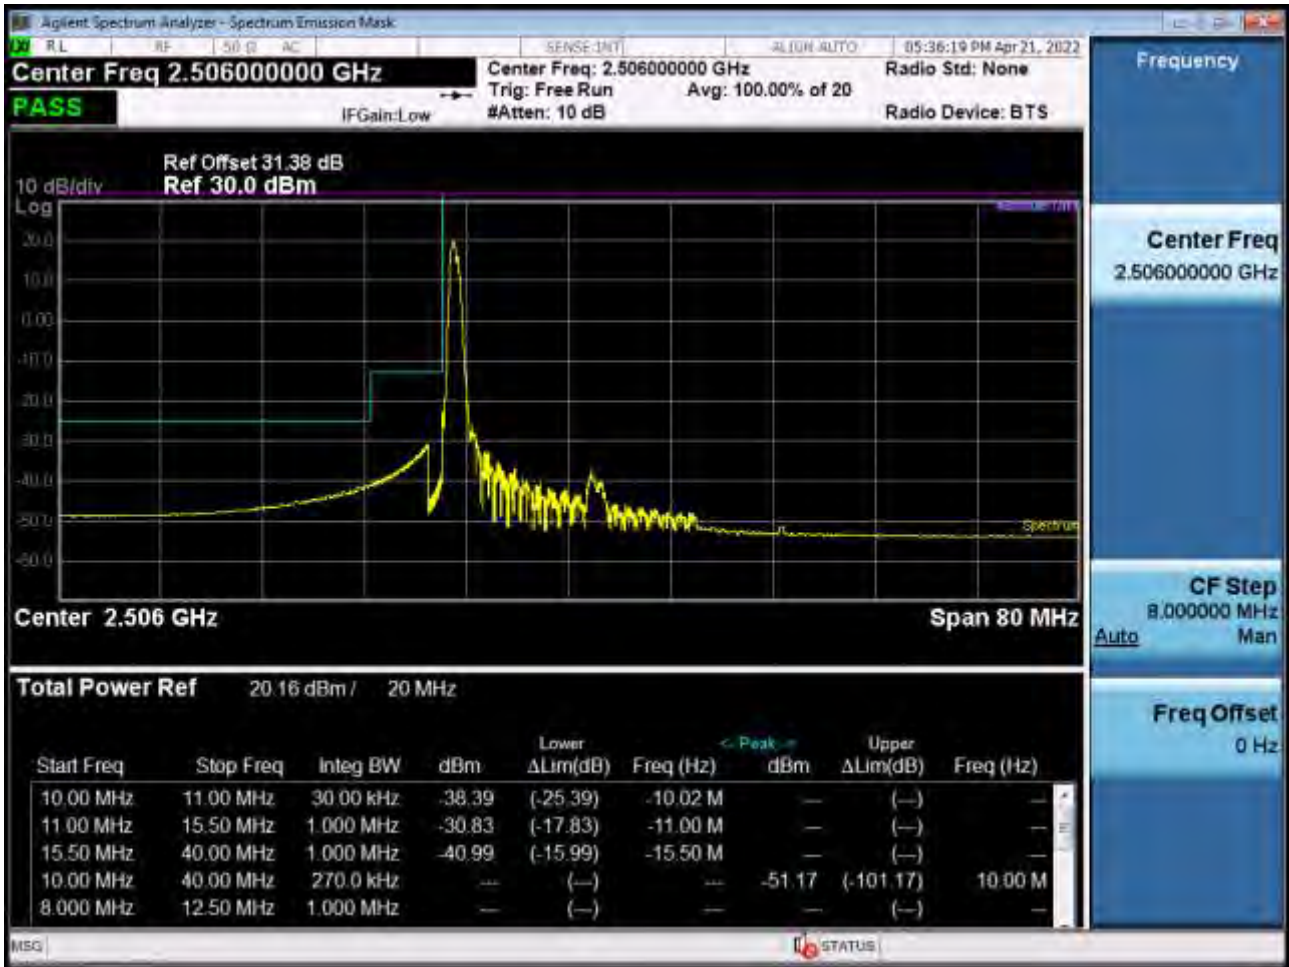 Agilent Spectrum Analyzer - Spectrum Emission Mask
LXI RL RF 50 Ω AC SENSE:INT ALIGN AUTO 05:36:19 PM Apr 21, 2022
Center Freq 2.506000000 GHz
Center Freq: 2.506000000 GHz
Radio Std: None
Trig: Free Run Avg: 100.00% of 20
PASS
IFGain:Low
#Atten: 10 dB
Radio Device: BTS
Ref Offset 31.38 dB
10 dB/div Ref 30.0 dBm
Log
20.0
10.0
0.00
-10.0
-20.0
-30.0
-40.0
-50.0
-60.0
Spectrum
Center 2.506 GHz Span 80 MHz
Total Power Ref 20.16 dBm / 20 MHz
Lower <- Peak -> Upper
Start Freq Stop Freq Integ BW dBm ΔLim(dB) Freq (Hz) dBm ΔLim(dB) Freq (Hz)
10.00 MHz 11.00 MHz 30.00 kHz -38.39 (-25.39) -10.02 M --- (---) ---
11.00 MHz 15.50 MHz 1.000 MHz -30.83 (-17.83) -11.00 M --- (---) ---
15.50 MHz 40.00 MHz 1.000 MHz -40.99 (-15.99) -15.50 M --- (---) ---
10.00 MHz 40.00 MHz 270.0 kHz --- (---) --- -51.17 (-101.17) 10.00 M
8.000 MHz 12.50 MHz 1.000 MHz --- (---) --- --- (---) ---
MSG STATUS
Frequency
Center Freq
2.506000000 GHz
CF Step
8.000000 MHz
Auto Man
Freq Offset
0 Hz